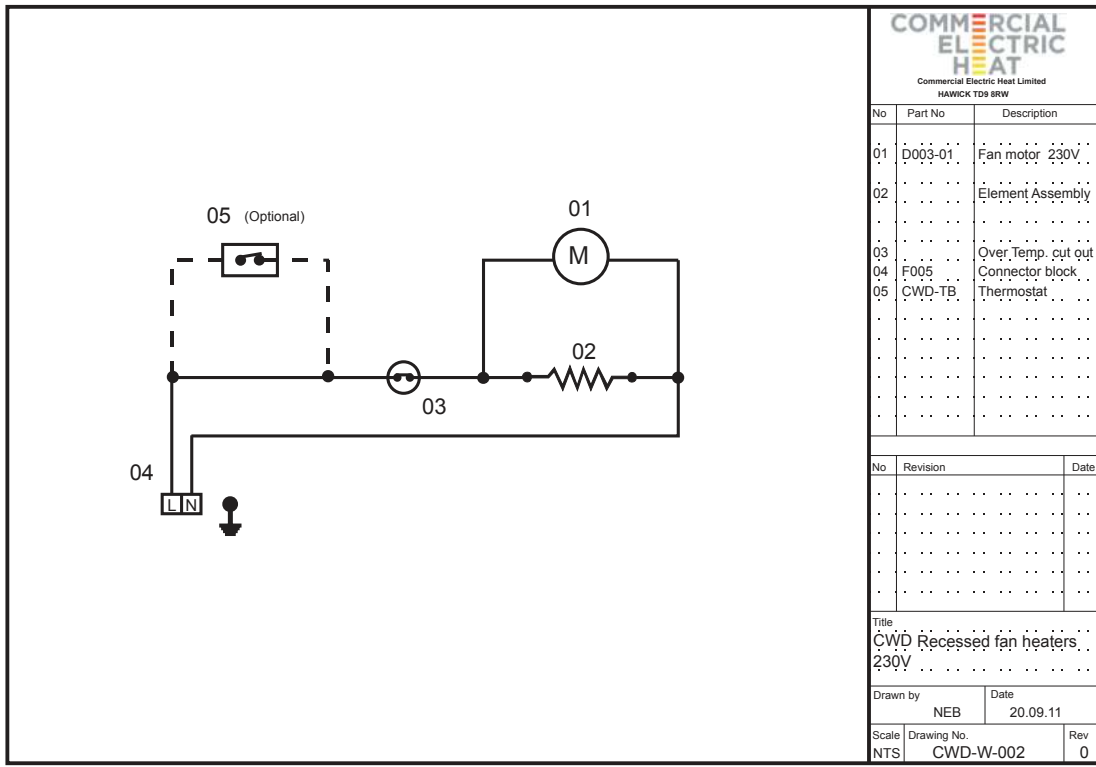 05 (Optional)
01
M
02
03
04
L N
COMMERCIAL
ELECTRIC
HEAT
Commercial Electric Heat Limited
HAWICK TD9 8RW
No Part No Description
01 D003-01 Fan motor 230V
02 Element Assembly
03 Over Temp. cut out
04 F005 Connector block
05 CWD-TB Thermostat
No Revision Date
Title
CWD Recessed fan heaters
230V
Drawn by Date
NEB 20.09.11
Scale Drawing No. Rev
NTS CWD-W-002 0